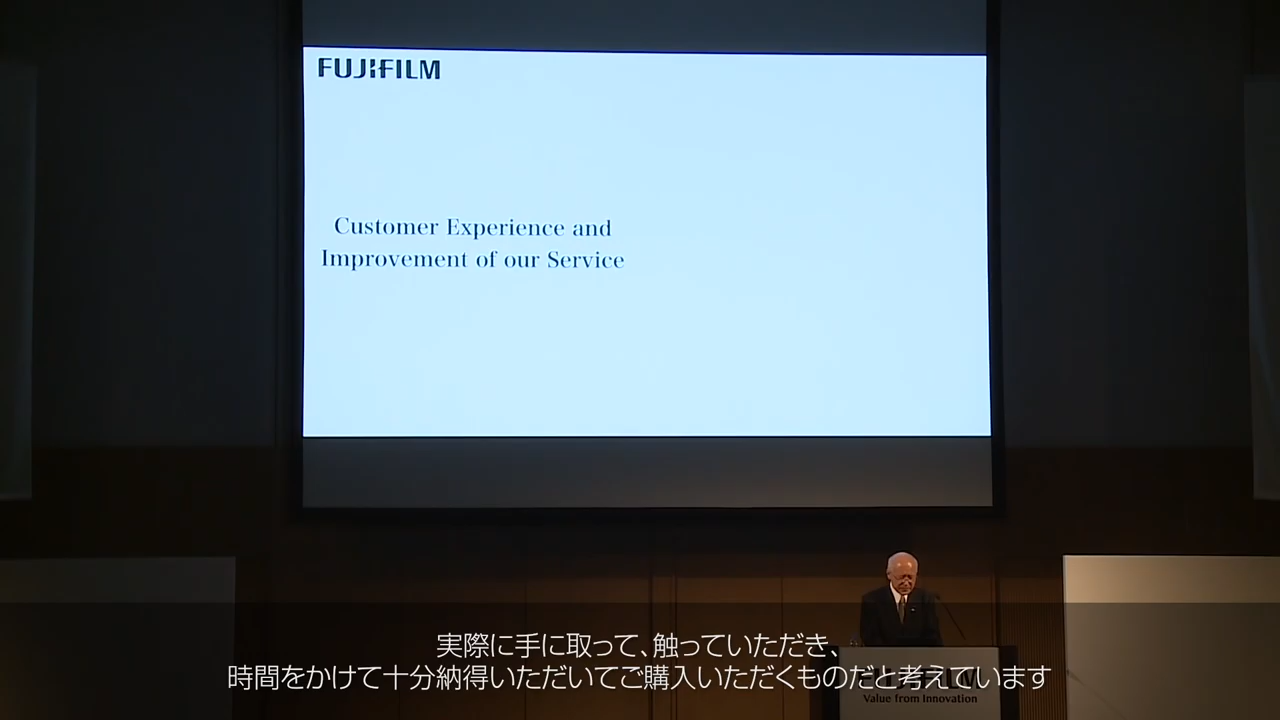 FUJIFILM
Customer Experience and
Improvement of our Service
実際に手に取って、触っていただき、
時間をかけて十分納得いただいてご購入いただくものだと考えています
FUJIFILM
Value from Innovation